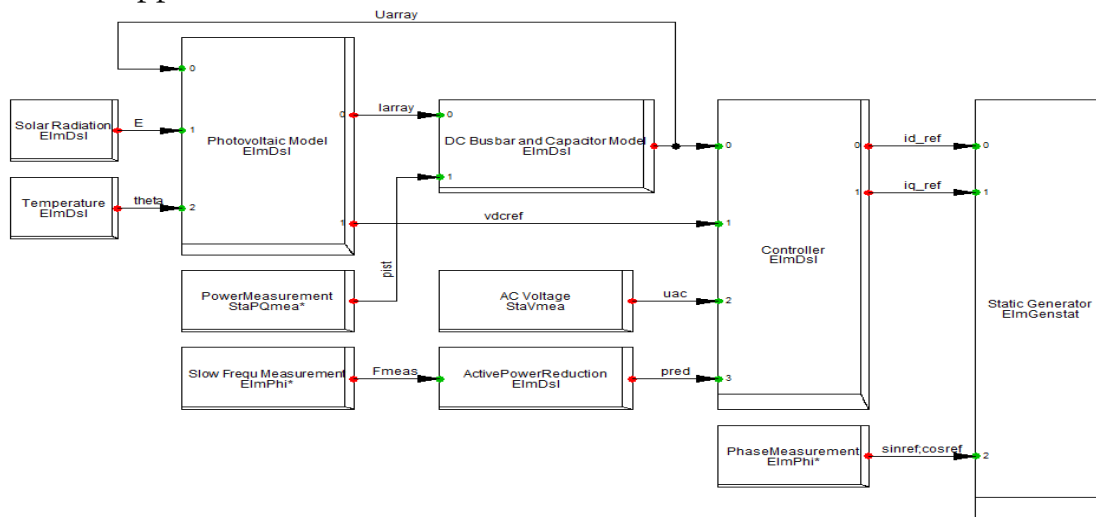 Uarray
0
Solar Radiation
ElmDsl
E
1
Photovoltaic Model
ElmDsl
0
Iarray
0
DC Busbar and Capacitor Model
ElmDsl
0
0
id_ref
0
1
1
iq_ref
1
Temperature
ElmDsl
theta
2
1
vdcref
1
Controller
ElmDsl
pist
PowerMeasurement
StaPQmea*
AC Voltage
StaVmea
uac
2
Static Generator
ElmGenstat
Slow Frequ Measurement
ElmPhi*
Fmeas
ActivePowerReduction
ElmDsl
pred
3
PhaseMeasurement
ElmPhi*
sinref;cosref
2